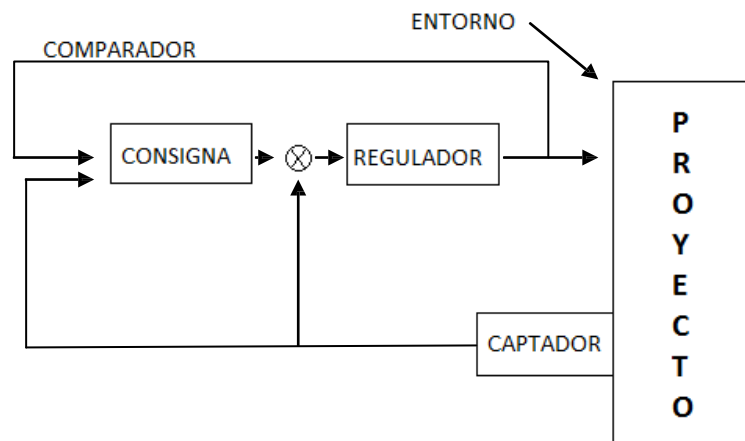 ENTORNO
COMPARADOR
CONSIGNA
REGULADOR
CAPTADOR
P
R
O
Y
E
C
T
O